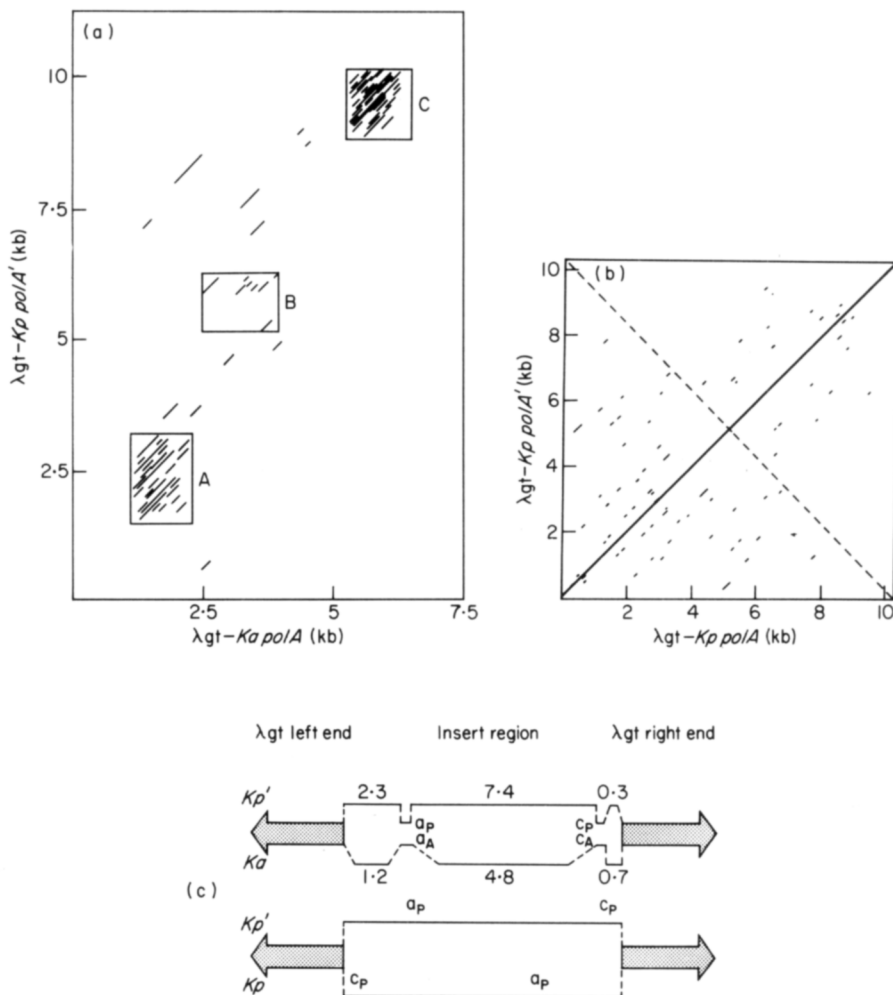 (a)
10
C
7·5
λgt–Kp polA′ (kb)
B
5
2·5
A
2·5
5
7·5
λgt–Ka polA (kb)
(b)
10
8
6
λgt–Kp polA′ (kb)
4
2
2
4
6
8
10
λgt–Kp polA (kb)
λgt left end Insert region λgt right end
Kp′ 2·3 7·4 0·3
aP cP
aA cA
Ka 1·2 4·8 0·7
(c)
aP cP
Kp′
cP aP
Kp